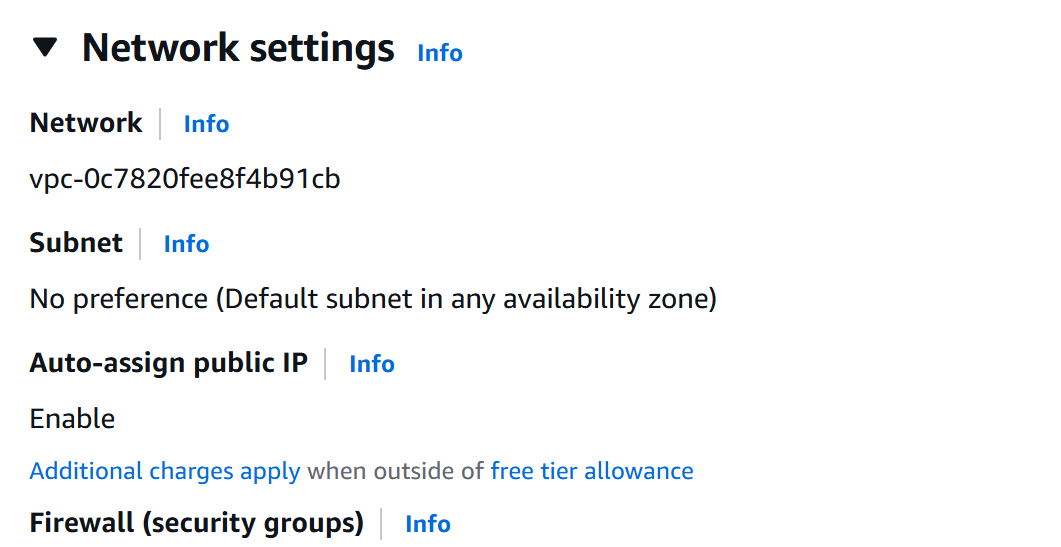 Network settings Info
Network Info
vpc-0c7820fee8f4b91cb
Subnet Info
No preference (Default subnet in any availability zone)
Auto-assign public IP Info
Enable
Additional charges apply when outside of free tier allowance
Firewall (security groups) Info